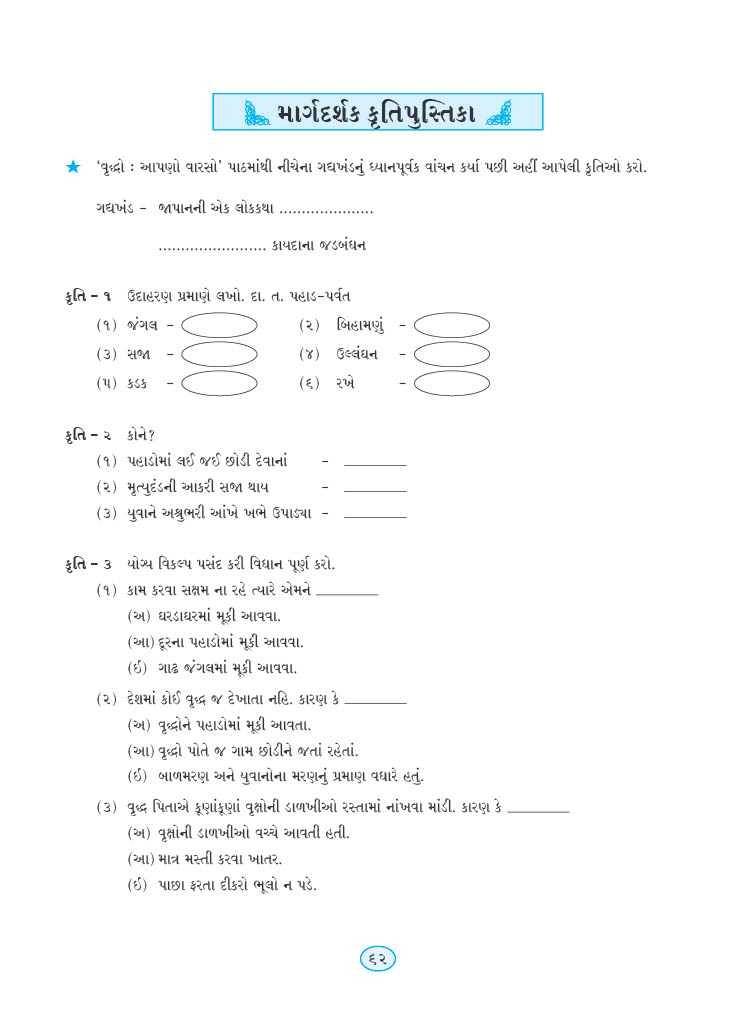 માર્ગદર્શક કૃતિપુસ્તિકા
★ ‘વૃદ્ધો : આપણો વારસો’ પાઠમાંથી નીચેના ગદ્યખંડનું ધ્યાનપૂર્વક વાંચન કર્યા પછી અહીં આપેલી કૃતિઓ કરો.
ગદ્યખંડ – જાપાનની એક લોકકથા .....................
........................ કાયદાના જડબંધન
કૃતિ – ૧ ઉદાહરણ પ્રમાણે લખો. દા. ત. પહાડ–પર્વત
(૧) જંગલ – (૨) બિહામણું –
(૩) સજા – (૪) ઉલ્લંઘન –
(૫) કડક – (૬) રખે –
કૃતિ – ૨ કોને?
(૧) પહાડોમાં લઈ જઈ છોડી દેવાનાં – ________
(૨) મૃત્યુદંડની આકરી સજા થાય – ________
(૩) યુવાને અશ્રુભરી આંખે ખભે ઉપાડ્યા – ________
કૃતિ – ૩ યોગ્ય વિકલ્પ પસંદ કરી વિધાન પૂર્ણ કરો.
(૧) કામ કરવા સક્ષમ ના રહે ત્યારે એમને ________
(અ) ઘરડાઘરમાં મૂકી આવવા.
(આ) દૂરના પહાડોમાં મૂકી આવવા.
(ઈ) ગાઢ જંગલમાં મૂકી આવવા.
(૨) દેશમાં કોઈ વૃદ્ધ જ દેખાતા નહિ. કારણ કે ________
(અ) વૃદ્ધોને પહાડોમાં મૂકી આવતા.
(આ) વૃદ્ધો પોતે જ ગામ છોડીને જતાં રહેતાં.
(ઈ) બાળમરણ અને યુવાનોના મરણનું પ્રમાણ વધારે હતું.
(૩) વૃદ્ધ પિતાએ કૂણાંકૂણાં વૃક્ષોની ડાળખીઓ રસ્તામાં નાંખવા માંડી. કારણ કે ________
(અ) વૃક્ષોની ડાળખીઓ વચ્ચે આવતી હતી.
(આ) માત્ર મસ્તી કરવા ખાતર.
(ઈ) પાછા ફરતા દીકરો ભૂલો ન પડે.
૬૨